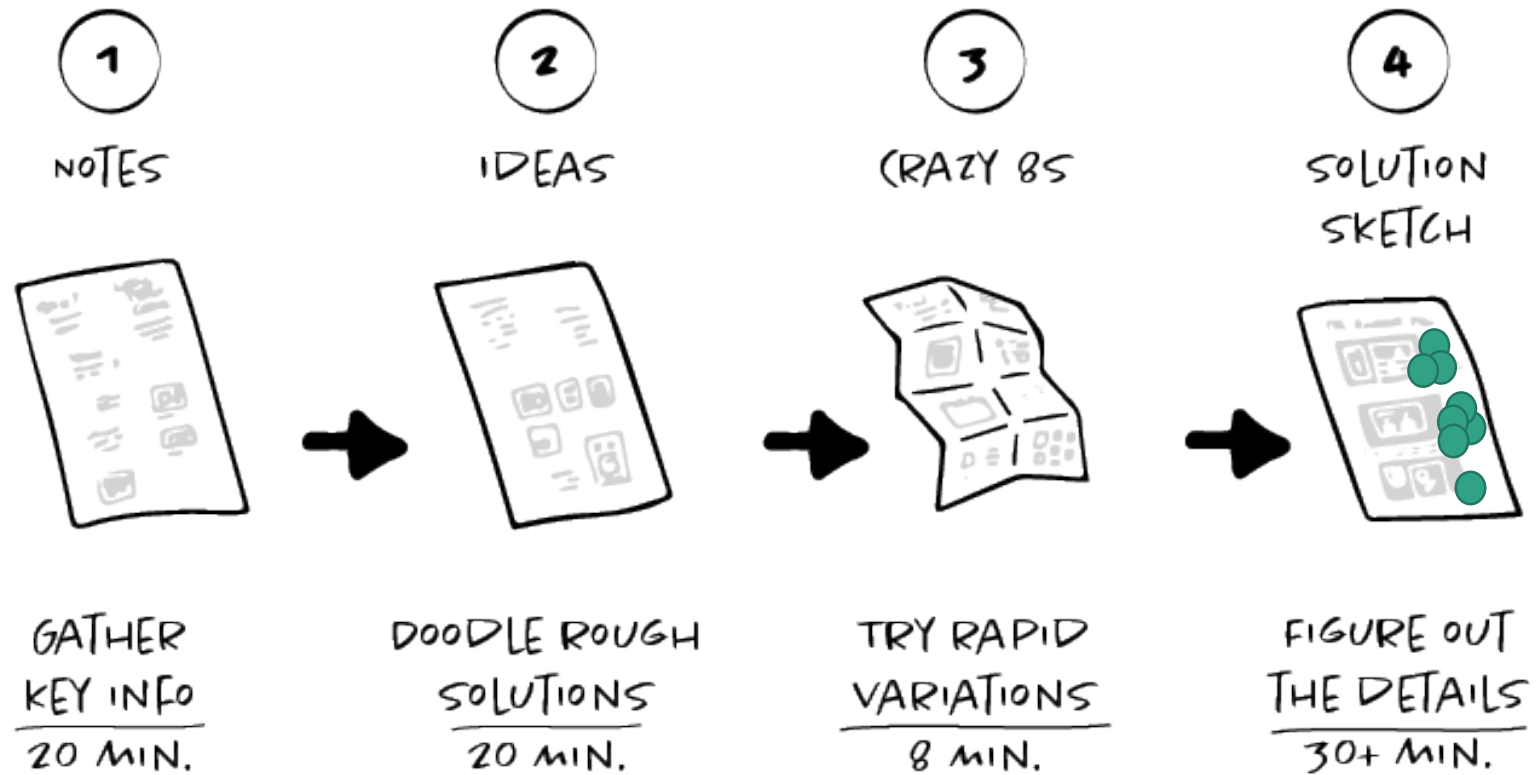 1
NOTES
GATHER
KEY INFO
20 MIN.
2
IDEAS
DOODLE ROUGH
SOLUTIONS
20 MIN.
3
CRAZY 8S
TRY RAPID
VARIATIONS
8 MIN.
4
SOLUTION
SKETCH
FIGURE OUT
THE DETAILS
30+ MIN.